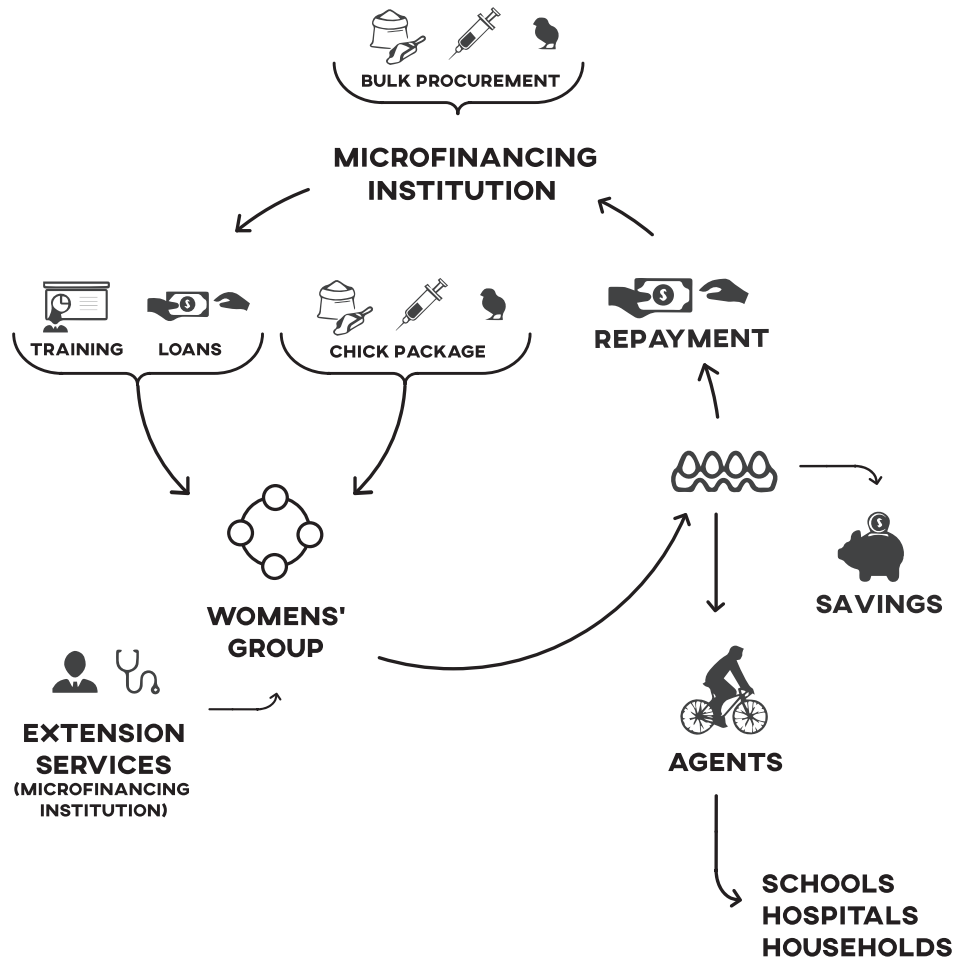 BULK PROCUREMENT
MICROFINANCING
INSTITUTION
TRAINING
LOANS
CHICK PACKAGE
$
REPAYMENT
$
WOMENS'
GROUP
$
SAVINGS
EXTENSION
SERVICES
(MICROFINANCING
INSTITUTION)
AGENTS
SCHOOLS
HOSPITALS
HOUSEHOLDS